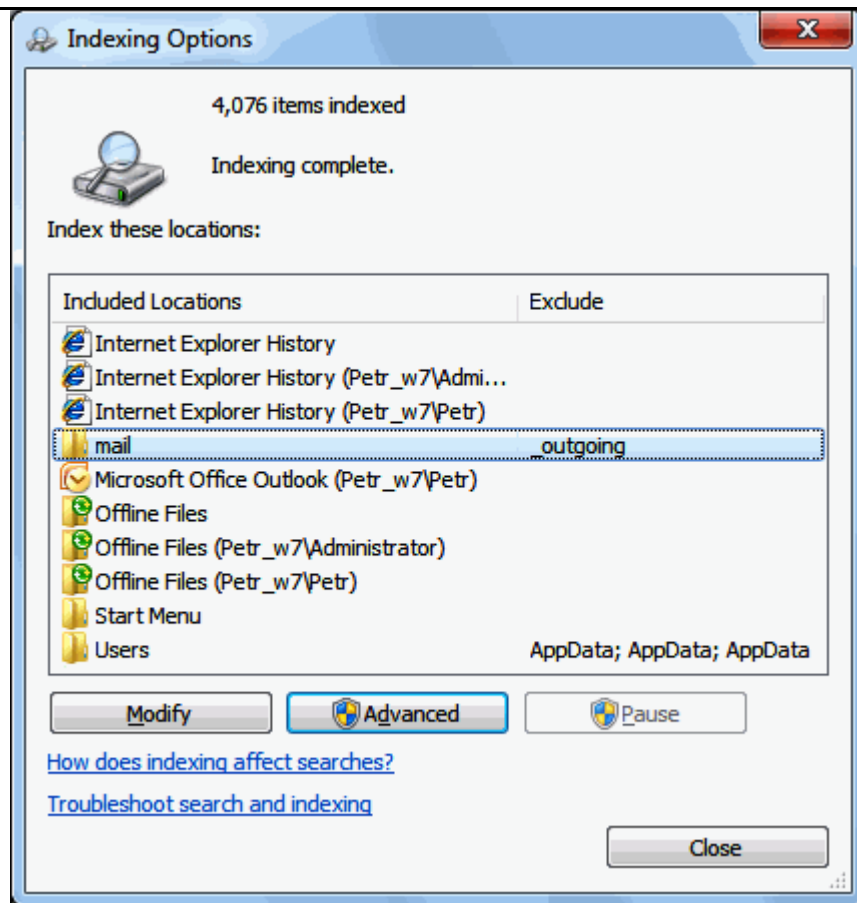 Indexing Options
4,076 items indexed
Indexing complete.
Index these locations:
Included Locations Exclude
Internet Explorer History
Internet Explorer History (Petr_w7\Admi...
Internet Explorer History (Petr_w7\Petr)
mail _outgoing
Microsoft Office Outlook (Petr_w7\Petr)
Offline Files
Offline Files (Petr_w7\Administrator)
Offline Files (Petr_w7\Petr)
Start Menu
Users AppData; AppData; AppData
Modify Advanced Pause
How does indexing affect searches?
Troubleshoot search and indexing
Close